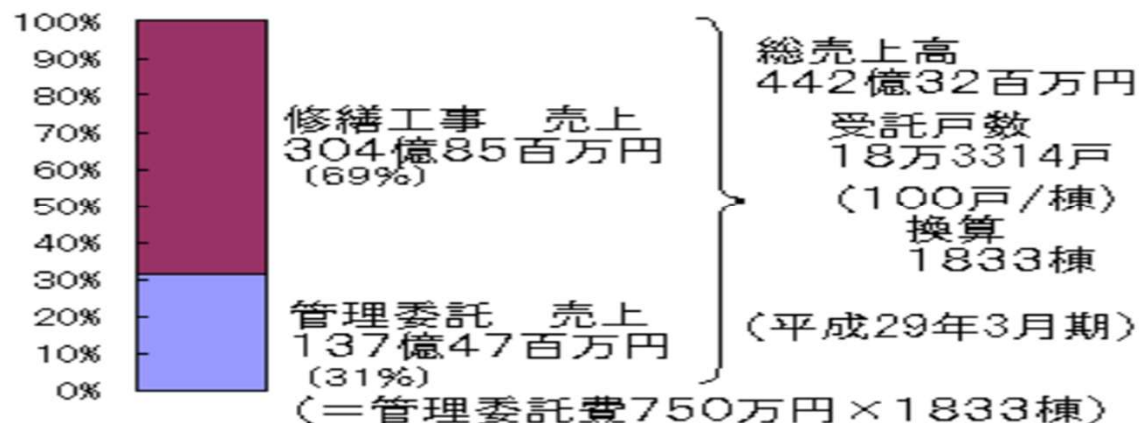 100%
90%
80%
70%
60%
50%
40%
30%
20%
10%
0%
修繕工事　売上
304億85百万円
(69%)
管理委託　売上
137億47百万円
(31%)
(＝管理委託費750万円×1833棟)
総売上高
442億32百万円
受託戸数
18万3314戸
(100戸/棟)
換算
1833棟
(平成29年3月期)